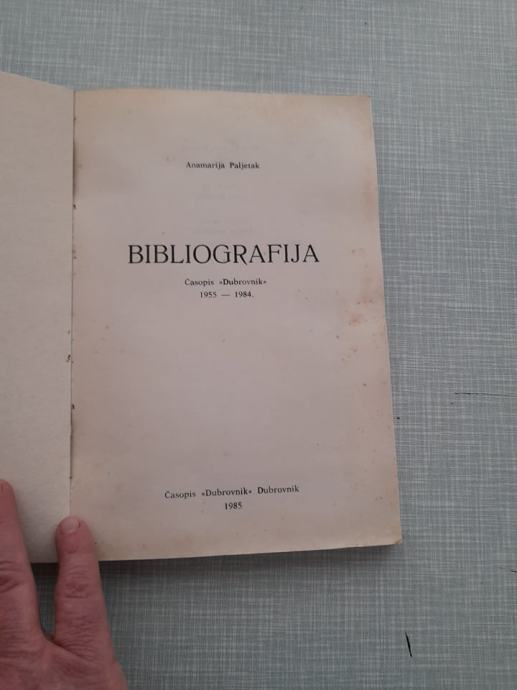 Anamarija Paljetak
BIBLIOGRAFIJA
Časopis »Dubrovnik«
1955 — 1984.
Časopis »Dubrovnik« Dubrovnik
1985